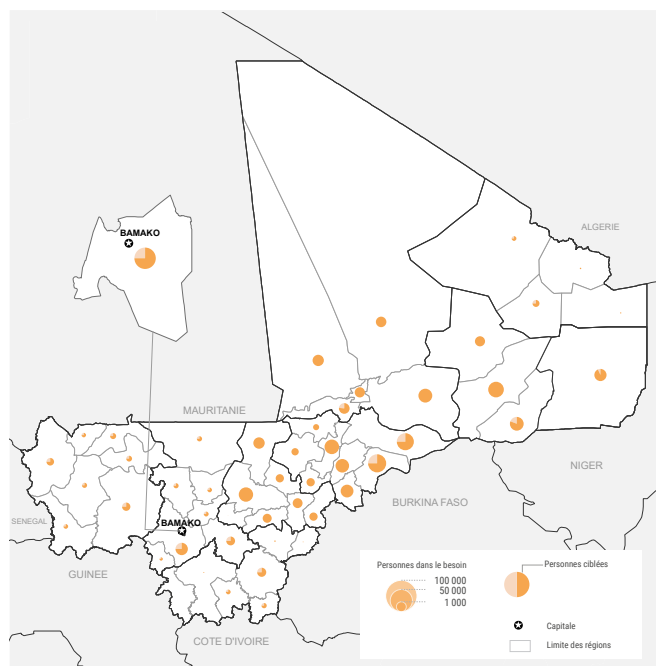 BAMAKO
ALGERIE
MAURITANIE
NIGER
BURKINA FASO
SENEGAL
BAMAKO
GUINEE
COTE D'IVOIRE
Personnes dans le besoin
100 000
50 000
1 000
Personnes ciblées
Capitale
Limite des régions